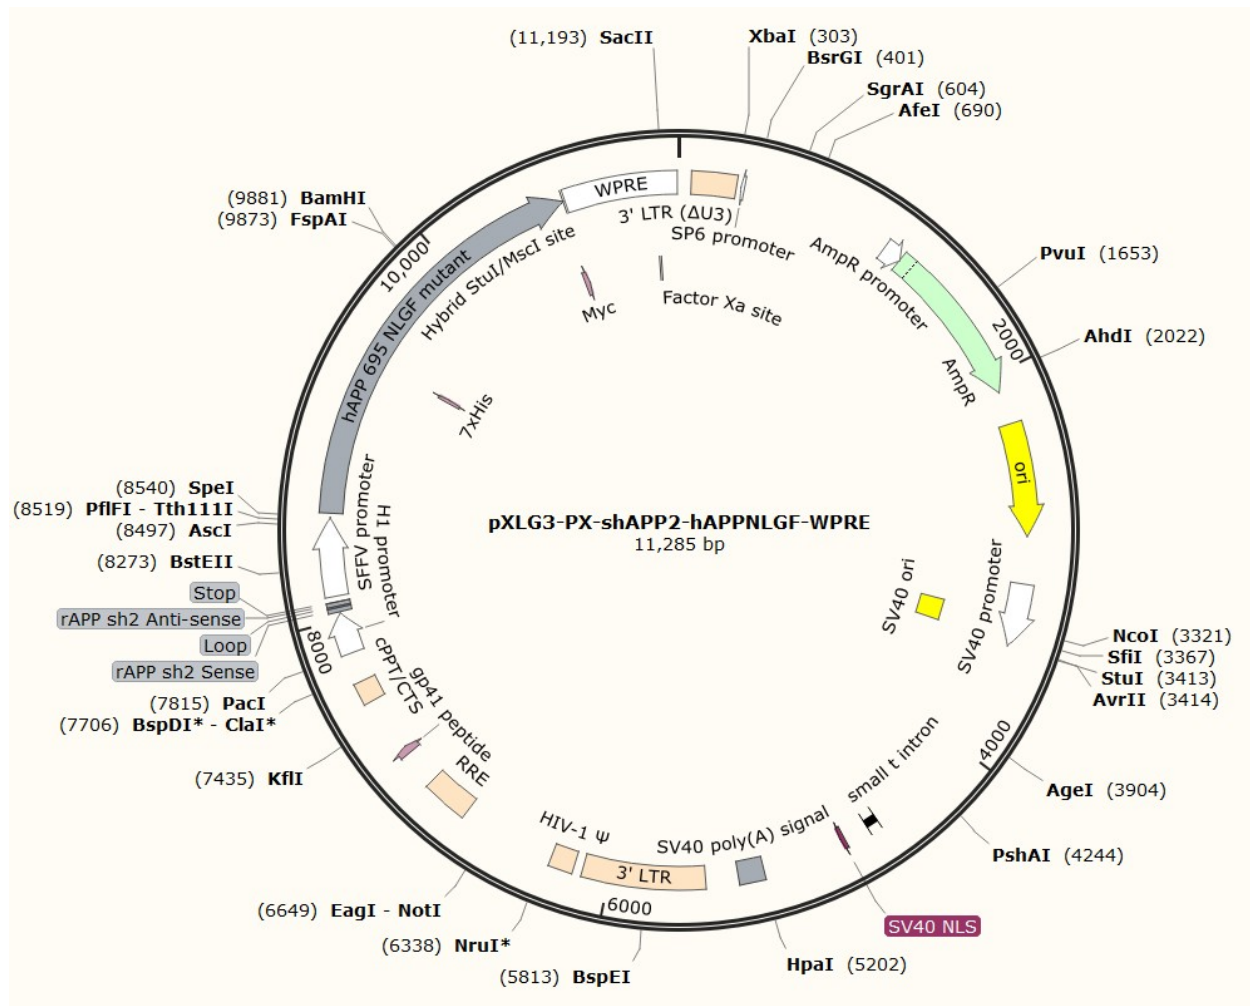 (11,193) SacII
XbaI (303)
BsrGI (401)
SgrAI (604)
AfeI (690)
(9881) BamHI
(9873) FspAI
PvuI (1653)
AhdI (2022)
WPRE
3' LTR (ΔU3)
SP6 promoter
AmpR promoter
AmpR
Factor Xa site
Myc
Hybrid StuI/MscI site
hAPP 695 NLGF mutant
7xHis
10,000
2000
ori
(8540) SpeI
(8519) PflFI - Tth111I
(8497) AscI
(8273) BstEII
Stop
rAPP sh2 Anti-sense
Loop
rAPP sh2 Sense
(7815) PacI
(7706) BspDI* - ClaI*
(7435) KflI
SFFV promoter
H1 promoter
cPPT/CTS
gp41 peptide
RRE
8000
pXLG3-PX-shAPP2-hAPPNLGF-WPRE
11,285 bp
SV40 ori
SV40 promoter
NcoI (3321)
SfiI (3367)
StuI (3413)
AvrII (3414)
4000
AgeI (3904)
PshAI (4244)
small t intron
SV40 poly(A) signal
HIV-1 Ψ
3' LTR
6000
SV40 NLS
(6649) EagI - NotI
(6338) NruI*
(5813) BspEI
HpaI (5202)